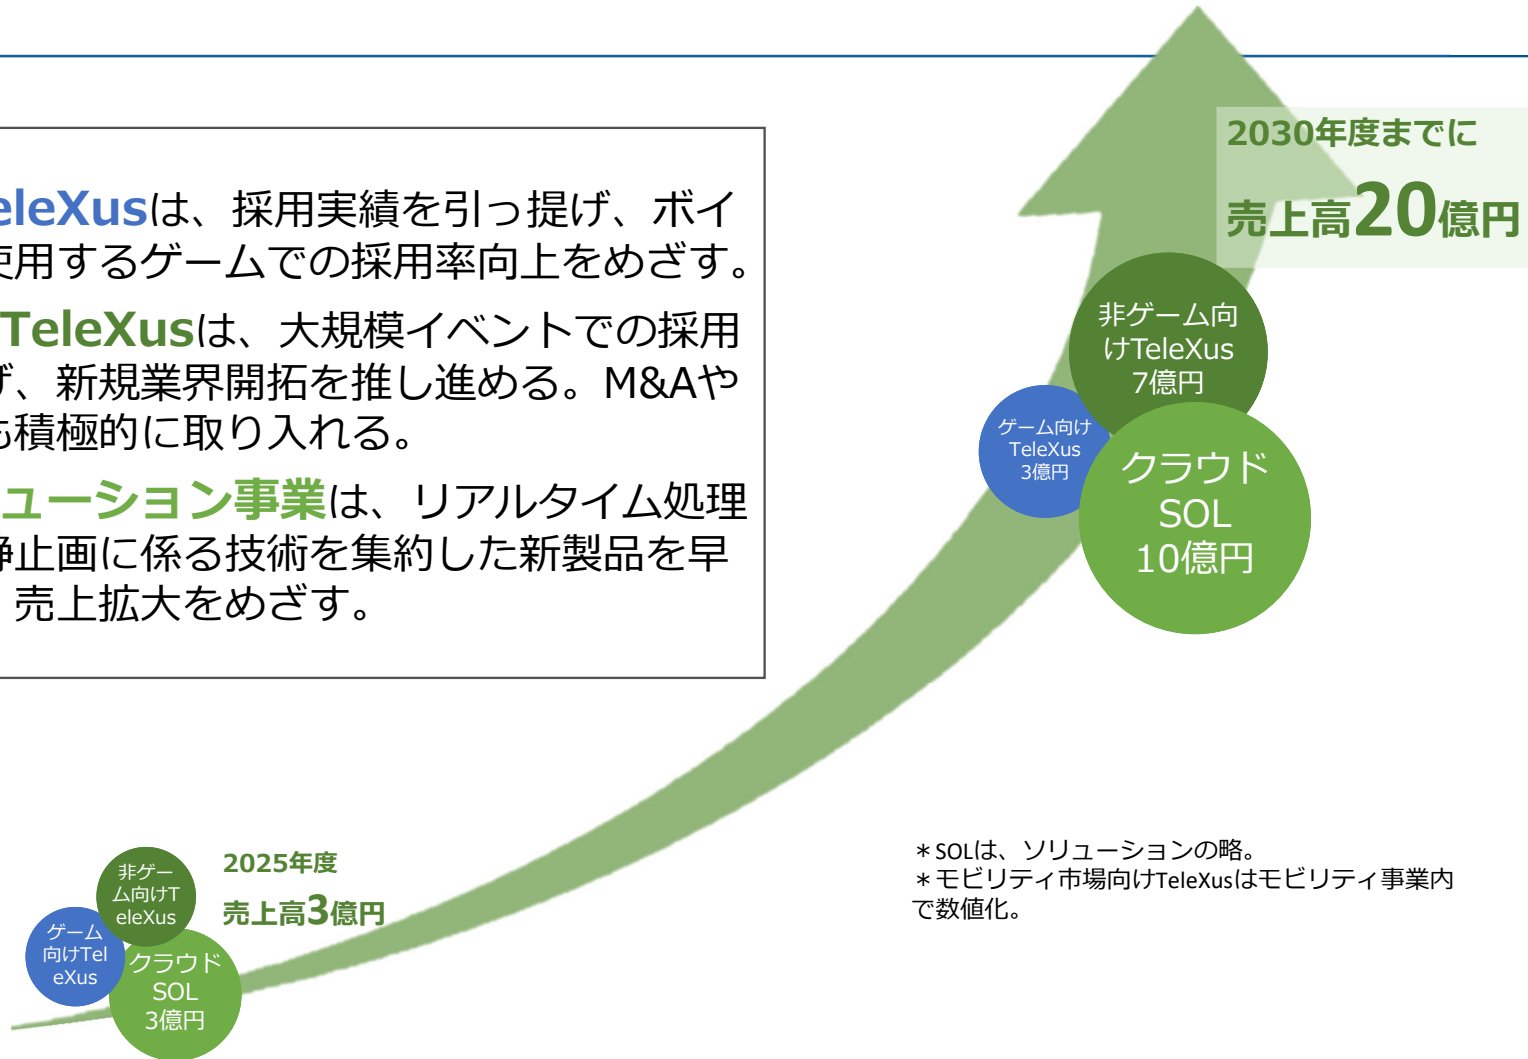 eleXusは、採用実績を引っ提げ、ボイ
使用するゲームでの採用率向上をめざす。
TeleXusは、大規模イベントでの採用
げ、新規業界開拓を推し進める。M&Aや
も積極的に取り入れる。
ューション事業は、リアルタイム処理
静止画に係る技術を集約した新製品を早
売上拡大をめざす。
2030年度までに
売上高20億円
非ゲーム向
けTeleXus
7億円
ゲーム向け
TeleXus
3億円
クラウド
SOL
10億円
2025年度
売上高3億円
非ゲー
ム向けT
eleXus
ゲーム
向けTel
eXus
クラウド
SOL
3億円
＊SOLは、ソリューションの略。
＊モビリティ市場向けTeleXusはモビリティ事業内
で数値化。